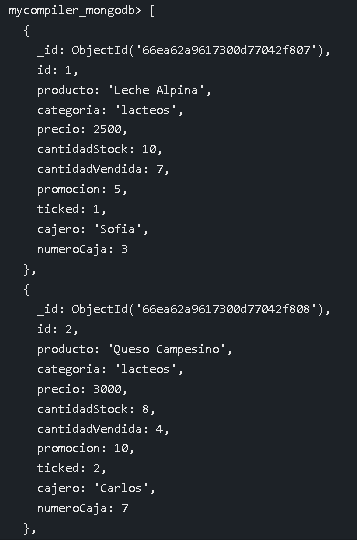 mycompiler_mongodb> [
  {
    _id: ObjectId('66ea62a9617300d77042f807'),
    id: 1,
    producto: 'Leche Alpina',
    categoria: 'lacteos',
    precio: 2500,
    cantidadStock: 10,
    cantidadVendida: 7,
    promocion: 5,
    ticked: 1,
    cajero: 'Sofia',
    numeroCaja: 3
  },
  {
    _id: ObjectId('66ea62a9617300d77042f808'),
    id: 2,
    producto: 'Queso Campesino',
    categoria: 'lacteos',
    precio: 3000,
    cantidadStock: 8,
    cantidadVendida: 4,
    promocion: 10,
    ticked: 2,
    cajero: 'Carlos',
    numeroCaja: 7
  },